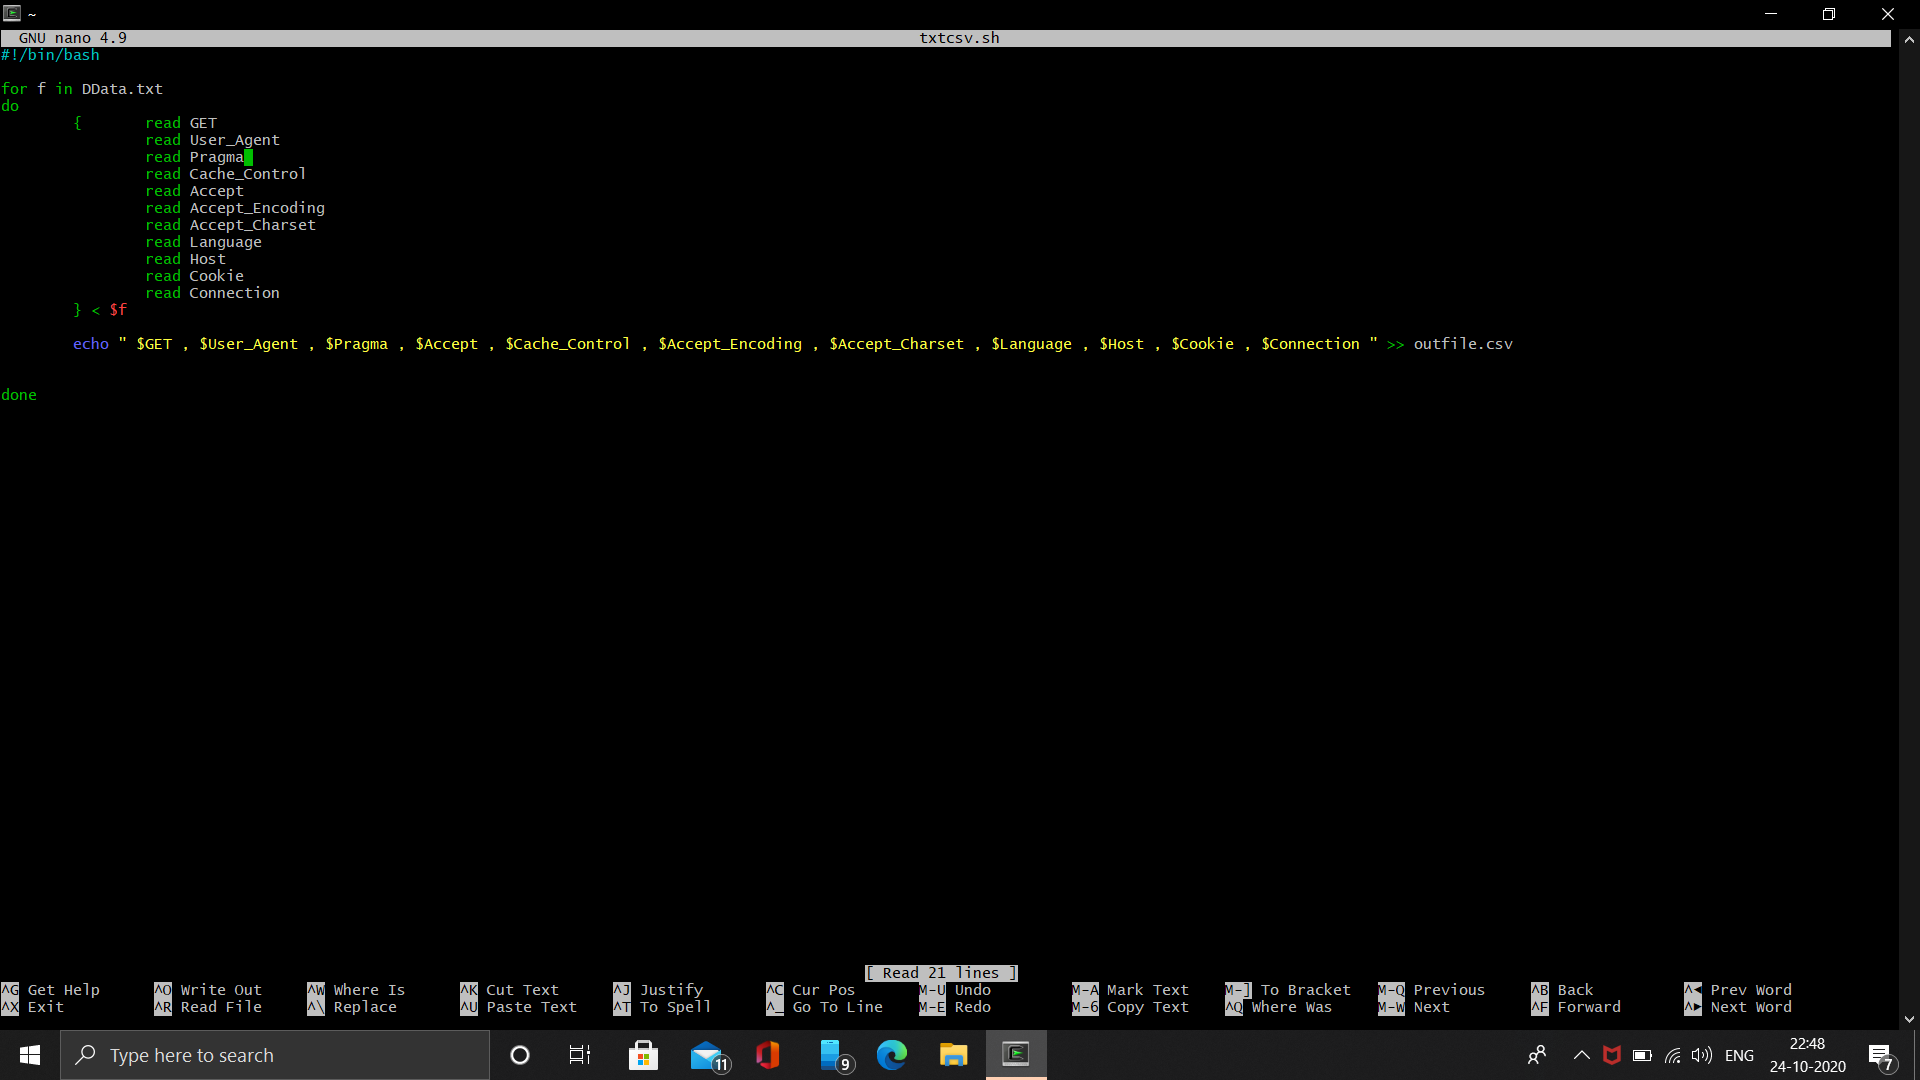 ~
GNU nano 4.9 txtcsv.sh
#!/bin/bash
for f in DData.txt
do
{ read GET
read User_Agent
read Pragma
read Cache_Control
read Accept
read Accept_Encoding
read Accept_Charset
read Language
read Host
read Cookie
read Connection
} < $f
echo " $GET , $User_Agent , $Pragma , $Accept , $Cache_Control , $Accept_Encoding , $Accept_Charset , $Language , $Host , $Cookie , $Connection " >> outfile.csv
done
[ Read 21 lines ]
^G Get Help ^O Write Out ^W Where Is ^K Cut Text ^J Justify ^C Cur Pos M-U Undo M-A Mark Text M-] To Bracket M-Q Previous ^B Back ^◄ Prev Word
^X Exit ^R Read File ^\ Replace ^U Paste Text ^T To Spell ^_ Go To Line M-E Redo M-6 Copy Text ^Q Where Was M-W Next ^F Forward ^► Next Word
Type here to search 11 9 ENG 22:48 7
24-10-2020